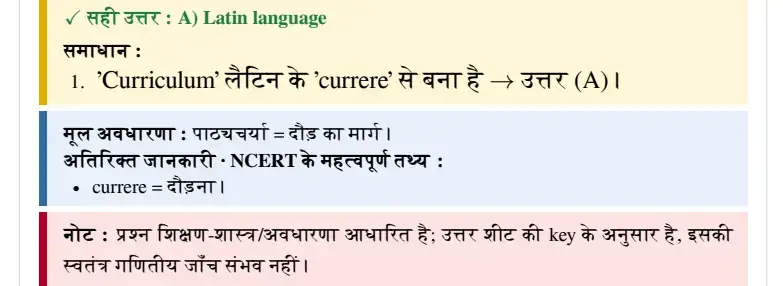 ✓ सही उत्तर : A) Latin language
समाधान :
1. ’Curriculum’ लैटिन के ’currere’ से बना है → उत्तर (A)।
मूल अवधारणा : पाठ्यचर्या = दौड़ का मार्ग।
अतिरिक्त जानकारी · NCERT के महत्वपूर्ण तथ्य :
• currere = दौड़ना।
नोट : प्रश्न शिक्षण-शास्त्र/अवधारणा आधारित है; उत्तर शीट की key के अनुसार है, इसकी
स्वतंत्र गणितीय जाँच संभव नहीं।